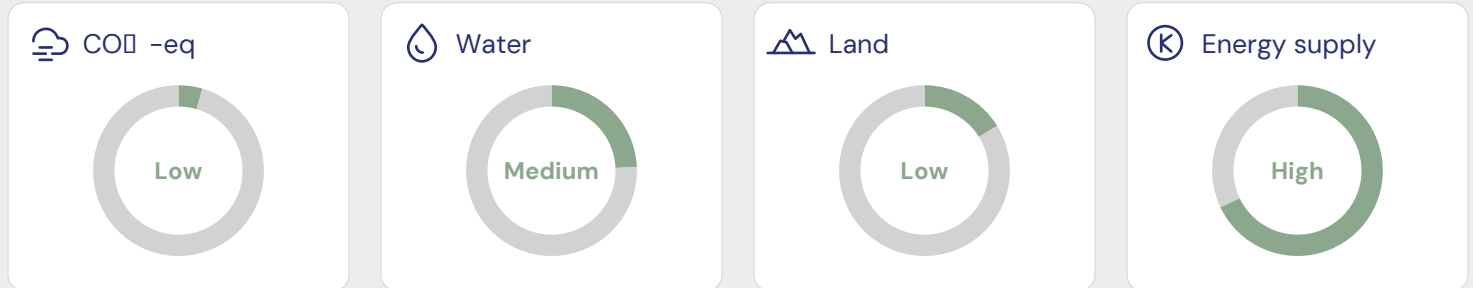 CO▯ -eq
Water
Land
Energy supply
Low
Medium
Low
High